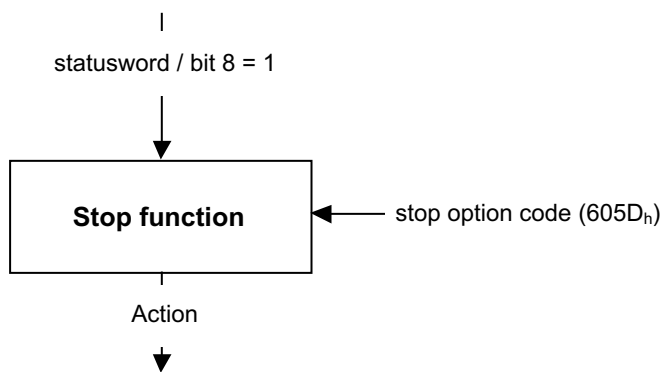 statusword / bit 8 = 1
Stop function
stop option code (605Dₕ)
Action